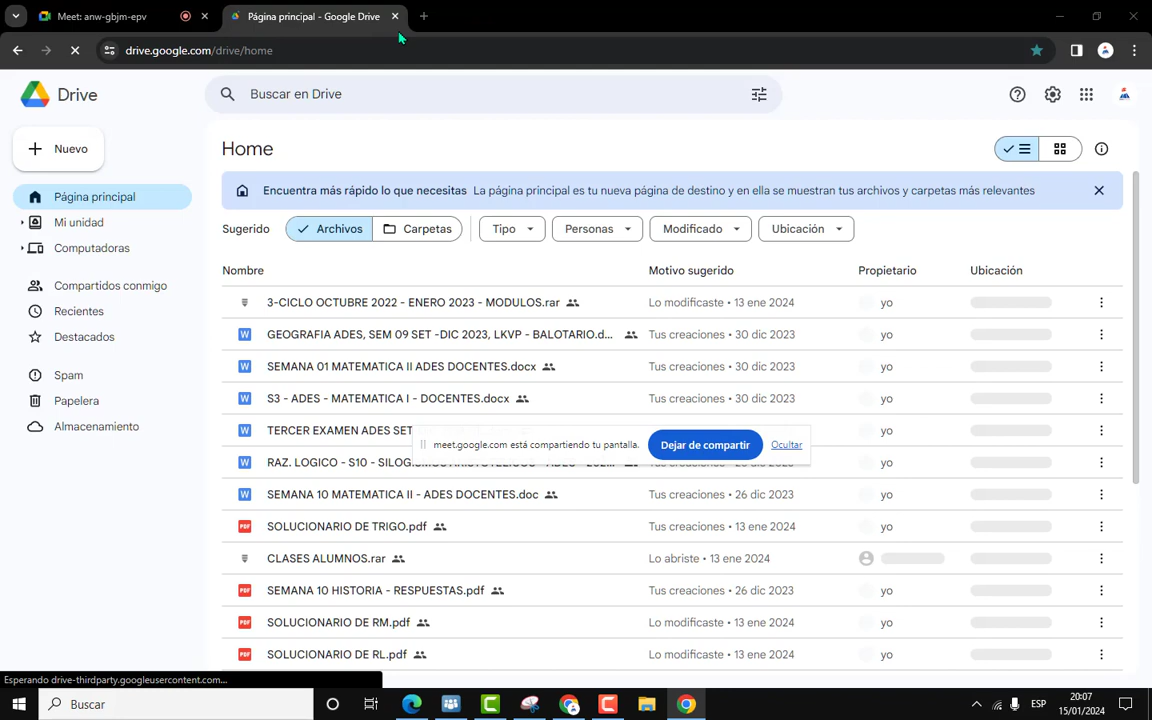 Meet: anw-gbjm-epv
Página principal - Google Drive
drive.google.com/drive/home
Drive
Buscar en Drive
Nuevo
Página principal
Mi unidad
Computadoras
Compartidos conmigo
Recientes
Destacados
Spam
Papelera
Almacenamiento
Home
Encuentra más rápido lo que necesitas La página principal es tu nueva página de destino y en ella se muestran tus archivos y carpetas más relevantes
Sugerido Archivos Carpetas Tipo Personas Modificado Ubicación
Nombre Motivo sugerido Propietario Ubicación
3-CICLO OCTUBRE 2022 - ENERO 2023 - MODULOS.rar Lo modificaste • 13 ene 2024 yo
GEOGRAFIA ADES, SEM 09 SET -DIC 2023, LKVP - BALOTARIO.d... Tus creaciones • 30 dic 2023 yo
SEMANA 01 MATEMATICA II ADES DOCENTES.docx Tus creaciones • 30 dic 2023 yo
S3 - ADES - MATEMATICA I - DOCENTES.docx Tus creaciones • 30 dic 2023 yo
TERCER EXAMEN ADES SET yo
meet.google.com está compartiendo tu pantalla. Dejar de compartir Ocultar
RAZ. LOGICO - S10 - yo
SEMANA 10 MATEMATICA II - ADES DOCENTES.doc Tus creaciones • 26 dic 2023 yo
SOLUCIONARIO DE TRIGO.pdf Tus creaciones • 13 ene 2024 yo
CLASES ALUMNOS.rar Lo abriste • 13 ene 2024
SEMANA 10 HISTORIA - RESPUESTAS.pdf Tus creaciones • 26 dic 2023 yo
SOLUCIONARIO DE RM.pdf Tus creaciones • 13 ene 2024 yo
SOLUCIONARIO DE RL.pdf Tus creaciones • 13 ene 2024 yo
Esperando drive-thirdparty.googleusercontent.com...
Buscar
ESP
20:07
15/01/2024